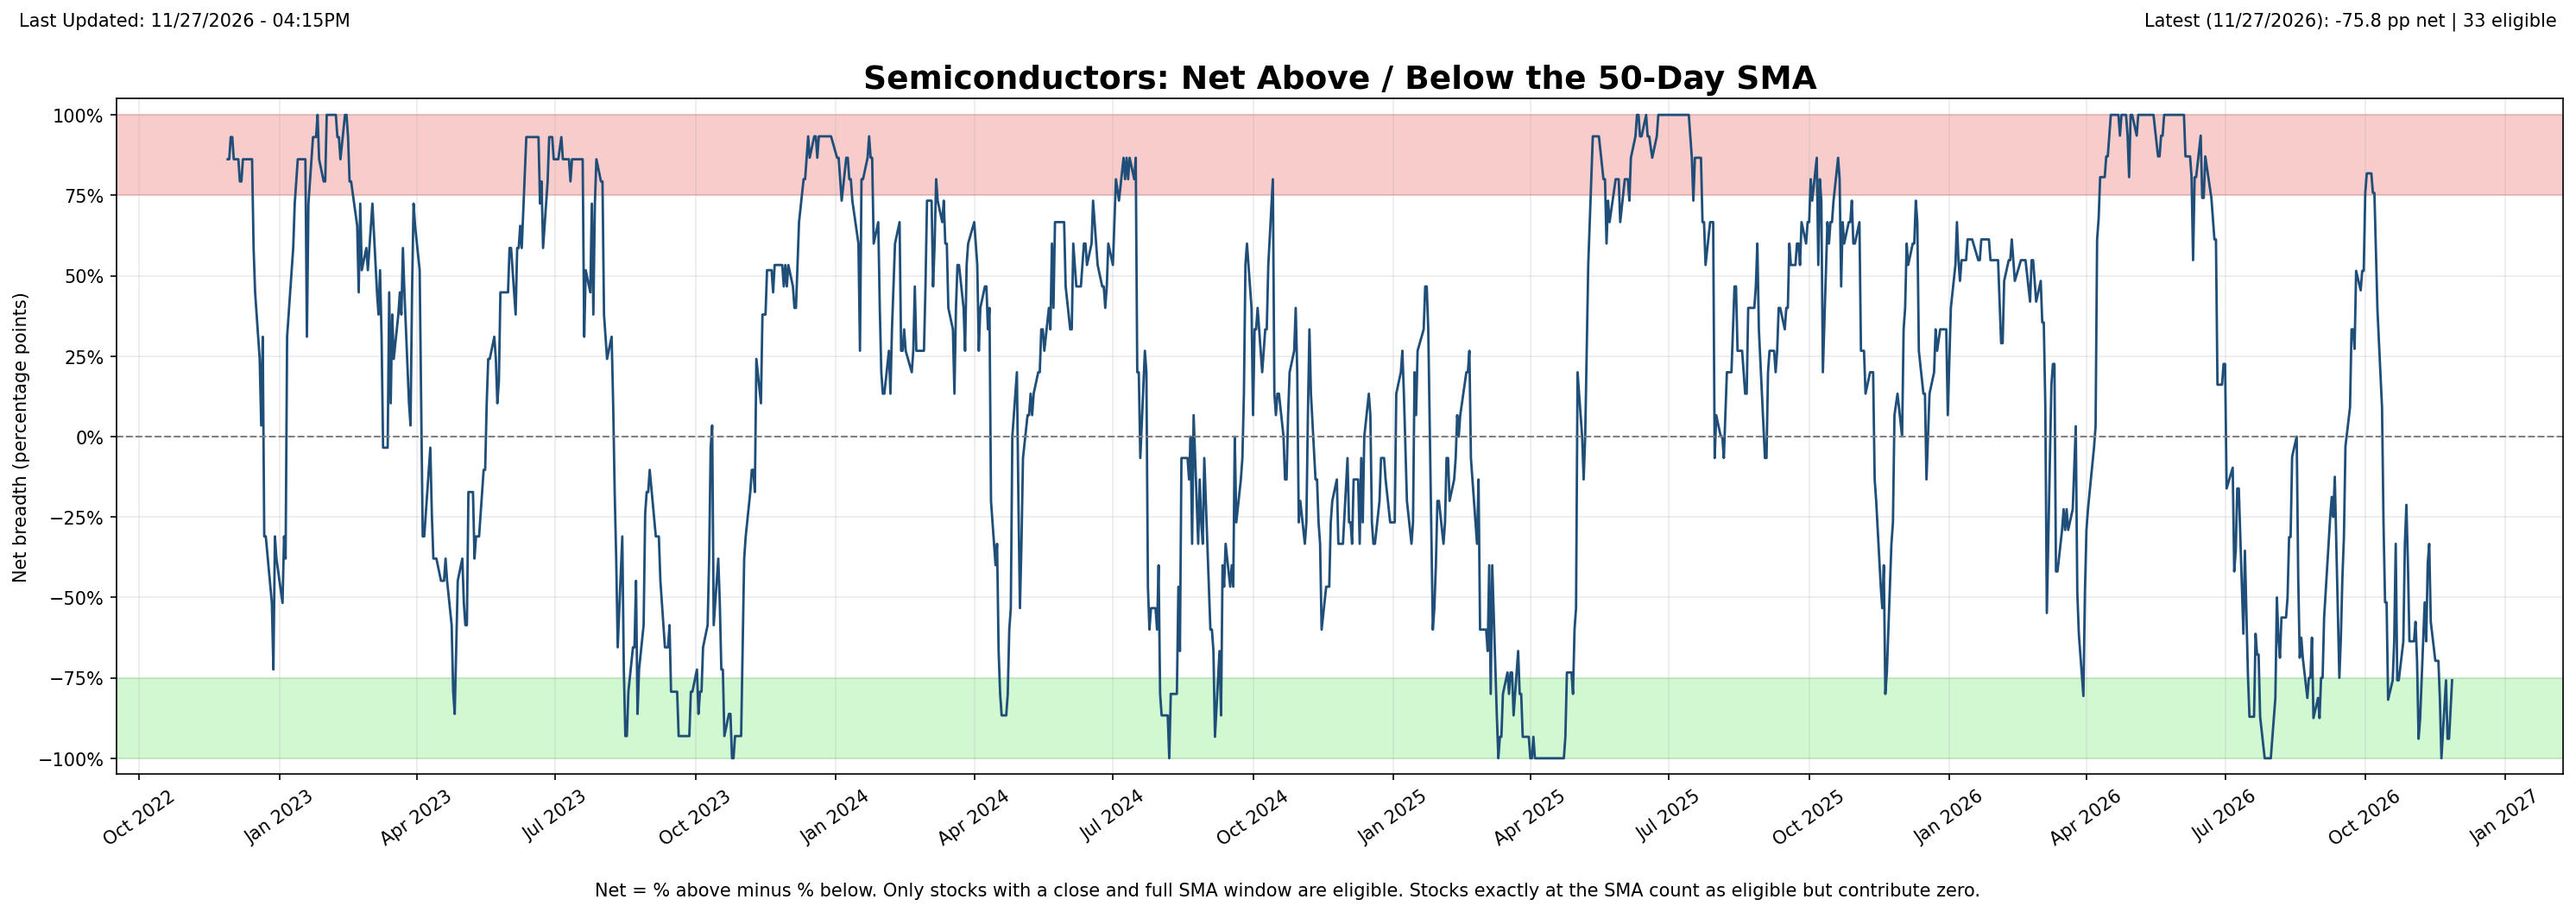 Last Updated: 11/27/2026 - 04:15PM
Latest (11/27/2026): -75.8 pp net | 33 eligible
Semiconductors: Net Above / Below the 50-Day SMA
Net breadth (percentage points)
100%
75%
50%
25%
0%
−25%
−50%
−75%
−100%
Oct 2022
Jan 2023
Apr 2023
Jul 2023
Oct 2023
Jan 2024
Apr 2024
Jul 2024
Oct 2024
Jan 2025
Apr 2025
Jul 2025
Oct 2025
Jan 2026
Apr 2026
Jul 2026
Oct 2026
Jan 2027
Net = % above minus % below. Only stocks with a close and full SMA window are eligible. Stocks exactly at the SMA count as eligible but contribute zero.